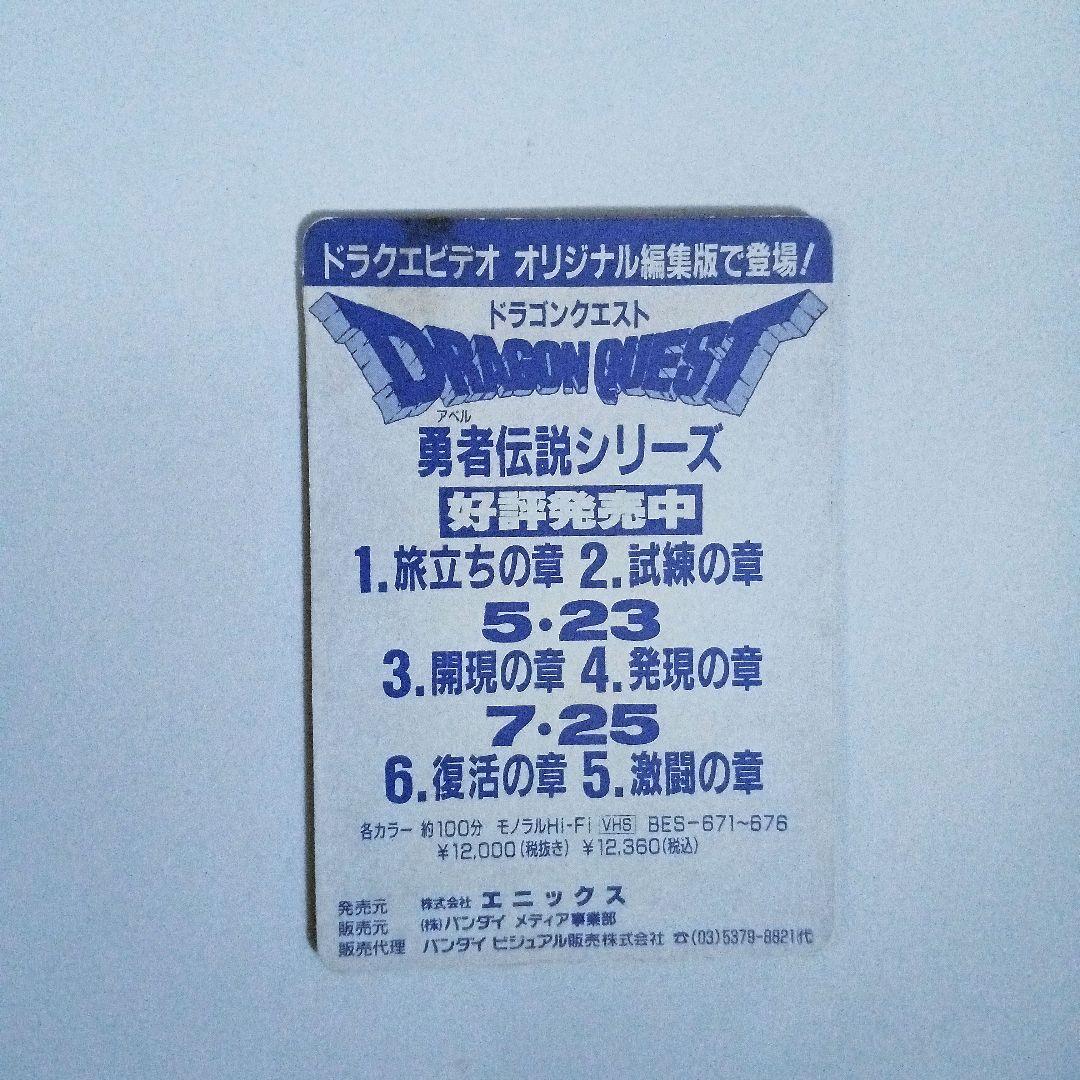 ドラクエビデオ オリジナル編集版で登場!
ドラゴンクエスト
DRAGON QUEST
アベル
勇者伝説シリーズ
好評発売中
1.旅立ちの章 2.試練の章
5・23
3.開現の章 4.発現の章
7・25
6.復活の章 5.激闘の章
各カラー 約100分 モノラルHi-Fi VHS BES-671~676
¥12,000(税抜き) ¥12,360(税込)
発売元 株式会社 エニックス
販売元 (株)バンダイ メディア事業部
販売代理 バンダイ ビジュアル販売株式会社 ☎(03)5379-8821代